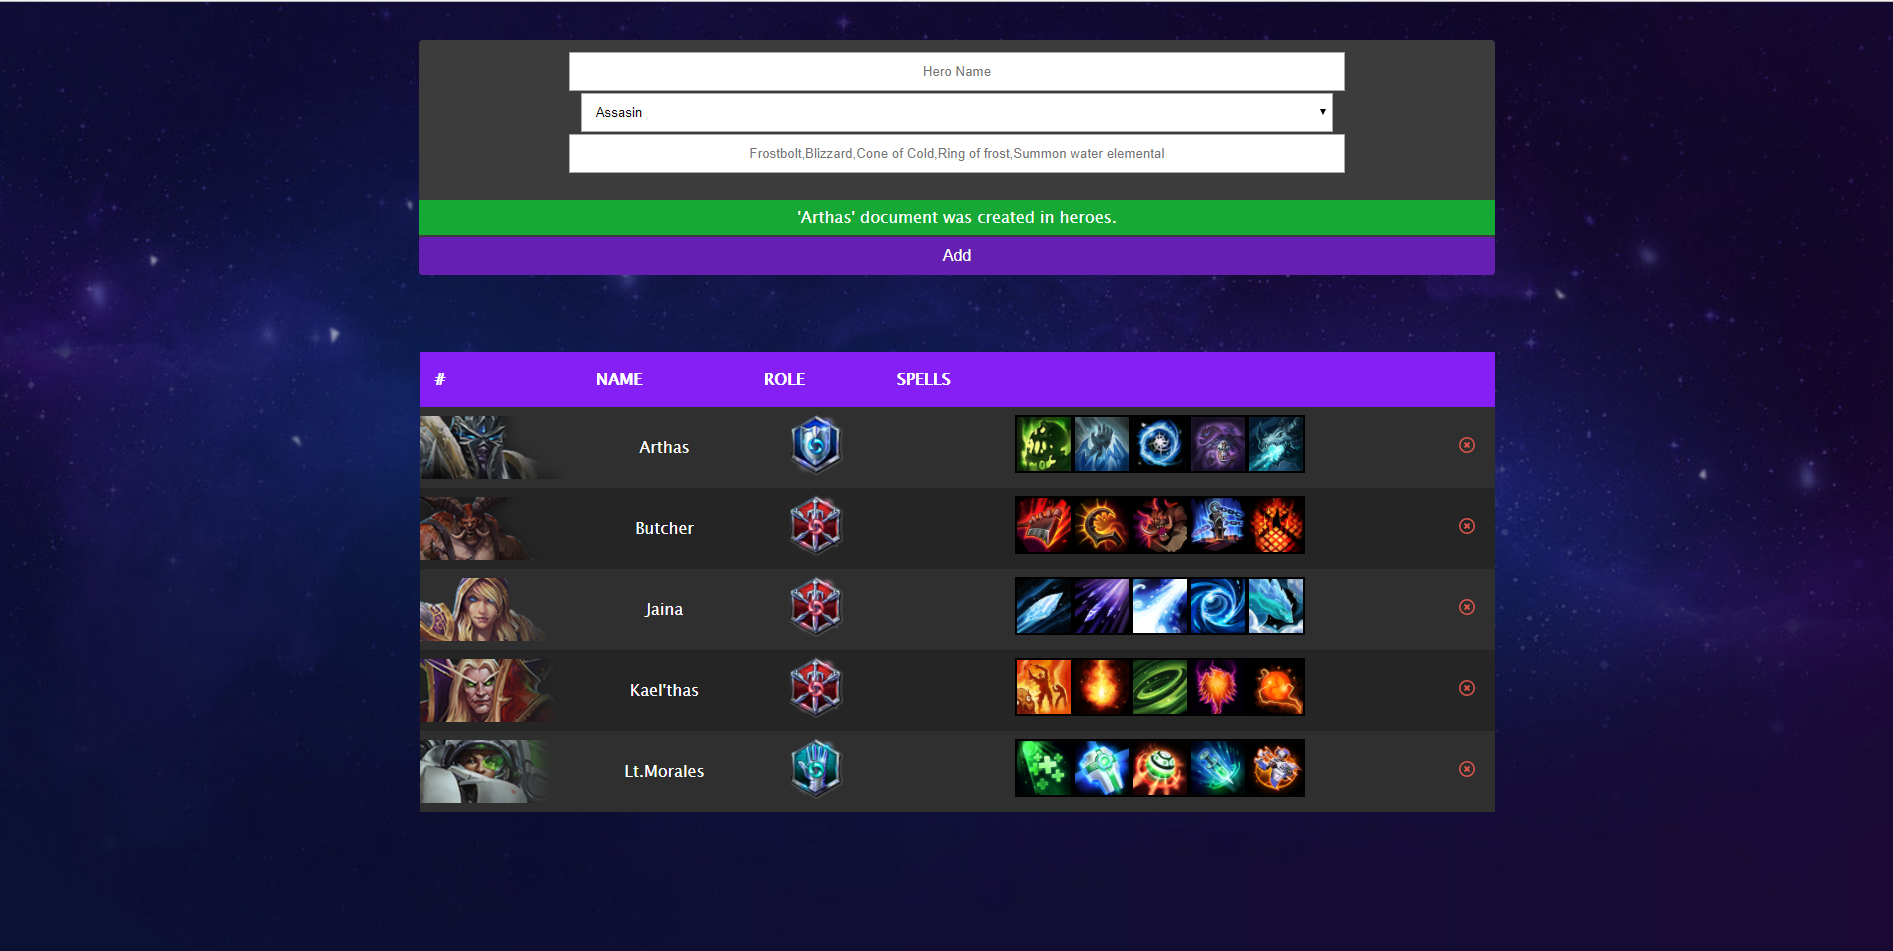 Hero Name
Assasin
Frostbolt,Blizzard,Cone of Cold,Ring of frost,Summon water elemental
'Arthas' document was created in heroes.
Add
# NAME ROLE SPELLS
Arthas
Butcher
Jaina
Kael'thas
Lt.Morales